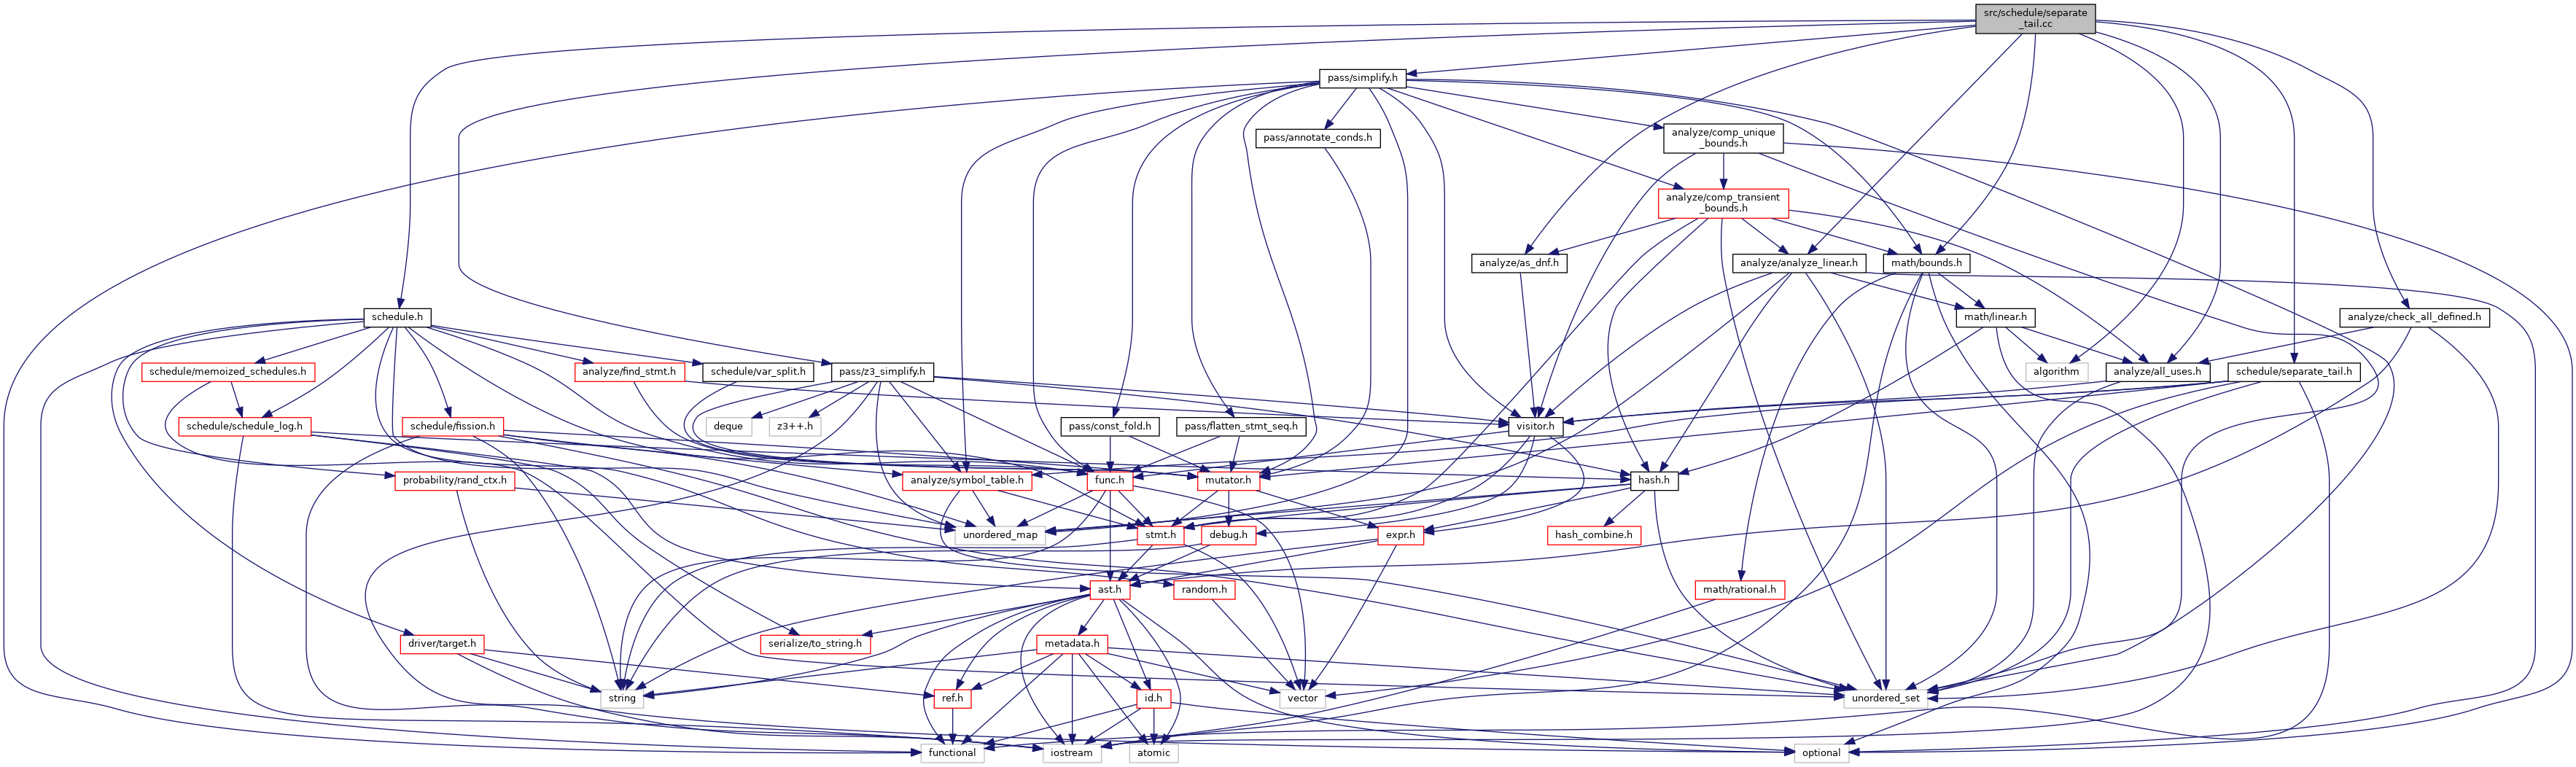 src/schedule/separate
_tail.cc
pass/simplify.h
pass/annotate_conds.h
analyze/comp_unique
_bounds.h
analyze/comp_transient
_bounds.h
analyze/as_dnf.h
analyze/analyze_linear.h
math/bounds.h
schedule.h
math/linear.h
analyze/check_all_defined.h
schedule/memoized_schedules.h
analyze/find_stmt.h
schedule/var_split.h
pass/z3_simplify.h
algorithm
analyze/all_uses.h
schedule/separate_tail.h
schedule/schedule_log.h
schedule/fission.h
deque
z3++.h
pass/const_fold.h
pass/flatten_stmt_seq.h
visitor.h
probability/rand_ctx.h
analyze/symbol_table.h
func.h
mutator.h
hash.h
unordered_map
stmt.h
debug.h
expr.h
hash_combine.h
ast.h
random.h
math/rational.h
driver/target.h
serialize/to_string.h
metadata.h
string
ref.h
id.h
vector
unordered_set
functional
iostream
atomic
optional